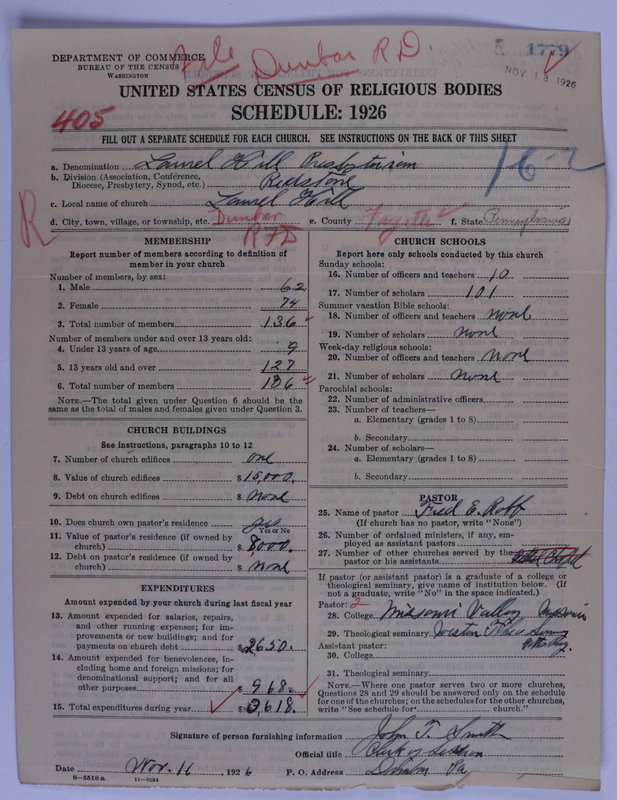 File Dunbar R.D.
1779
NOV 18 1926
DEPARTMENT OF COMMERCE
BUREAU OF THE CENSUS
WASHINGTON
UNITED STATES CENSUS OF RELIGIOUS BODIES
SCHEDULE: 1926
405
FILL OUT A SEPARATE SCHEDULE FOR EACH CHURCH. SEE INSTRUCTIONS ON THE BACK OF THIS SHEET
16-2
a. Denomination Laurel Hill Presbyterian
b. Division (Association, Conference, Diocese, Presbytery, Synod, etc.) Redstone
c. Local name of church Laurel Hill
R
d. City, town, village, or township, etc. Dunbar RFD e. County Fayette f. State Pennsylvania
MEMBERSHIP
Report number of members according to definition of
member in your church
Number of members, by sex:
1. Male 62
2. Female 74
3. Total number of members 136
Number of members under and over 13 years old:
4. Under 13 years of age 9
5. 13 years old and over 127
6. Total number of members 136
NOTE.—The total given under Question 6 should be
same as the total of males and females given under Question 3.
CHURCH BUILDINGS
See instructions, paragraphs 10 to 12
7. Number of church edifices one
8. Value of church edifices $ 15,000.
9. Debt on church edifices $ none
10. Does church own pastor's residence yes
Yes or No
11. Value of pastor's residence (if owned by
church) $ 8000.
12. Debt on pastor's residence (if owned by
church) $ none
EXPENDITURES
Amount expended by your church during last fiscal year
13. Amount expended for salaries, repairs,
and other running expenses; for im-
provements or new buildings; and for
payments on church debt $ 2650.
14. Amount expended for benevolences, in-
cluding home and foreign missions; for
denominational support; and for all
other purposes $ 968.
15. Total expenditures during year $ 3,618.
CHURCH SCHOOLS
Report here only schools conducted by this church
Sunday schools:
16. Number of officers and teachers 10
17. Number of scholars 101
Summer vacation Bible schools:
18. Number of officers and teachers none
19. Number of scholars none
Week-day religious schools:
20. Number of officers and teachers none
21. Number of scholars none
Parochial schools:
22. Number of administrative officers
23. Number of teachers—
a. Elementary (grades 1 to 8)
b. Secondary
24. Number of scholars—
a. Elementary (grades 1 to 8)
b. Secondary
PASTOR
25. Name of pastor Fred E. Robb
(If church has no pastor, write "None")
26. Number of ordained ministers, if any, em-
ployed as assistant pastors
27. Number of other churches served by the
pastor or his assistants
If pastor (or assistant pastor) is a graduate of a college or
theological seminary, give name of institution below. (If
not a graduate, write "No" in the space indicated.)
Pastor: 2
28. College Missouri Valley
29. Theological seminary
Assistant pastor:
30. College
31. Theological seminary
NOTE.—Where one pastor serves two or more churches,
Questions 28 and 29 should be answered only on the schedule
for one of the churches; on the schedules for the other churches,
write "See schedule for church."
Signature of person furnishing information John T. Smith
Official title Clerk of Session
Date Nov. 16, 1926 P. O. Address Pa
8-5518 a 11-9064